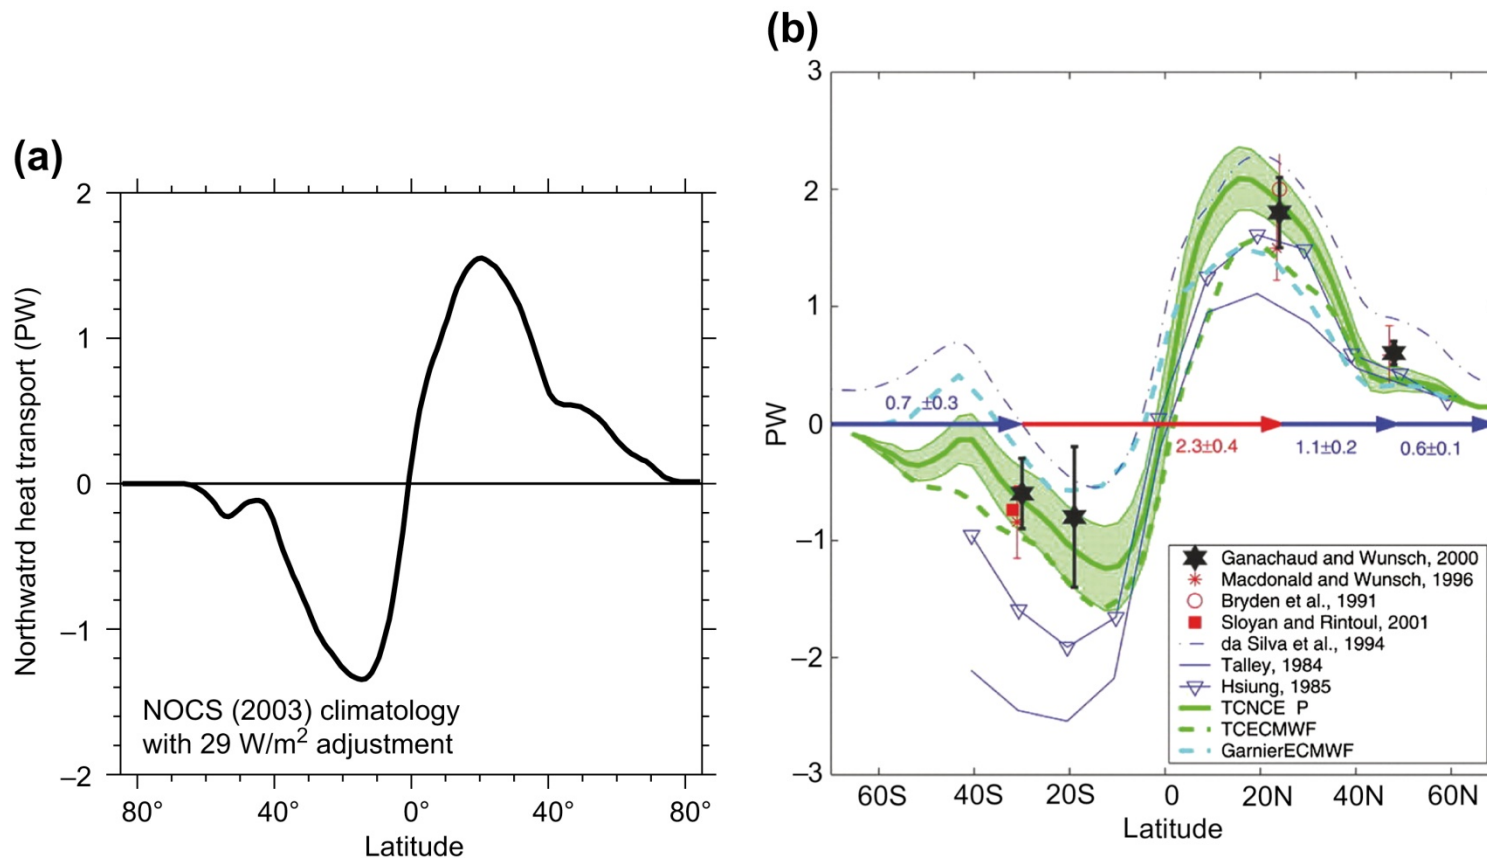 (a)
Northwatrd heat transport (PW)
2
1
0
−1
−2
80°
40°
0°
40°
80°
Latitude
NOCS (2003) climatology
with 29 W/m² adjustment
(b)
PW
3
2
1
0
−1
−2
−3
60S
40S
20S
0
20N
40N
60N
Latitude
0.7 ±0.3
2.3±0.4
1.1±0.2
0.6±0.1
Ganachaud and Wunsch, 2000
Macdonald and Wunsch, 1996
Bryden et al., 1991
Sloyan and Rintoul, 2001
da Silva et al., 1994
Talley, 1984
Hsiung, 1985
TCNCE P
TCECMWF
GarnierECMWF